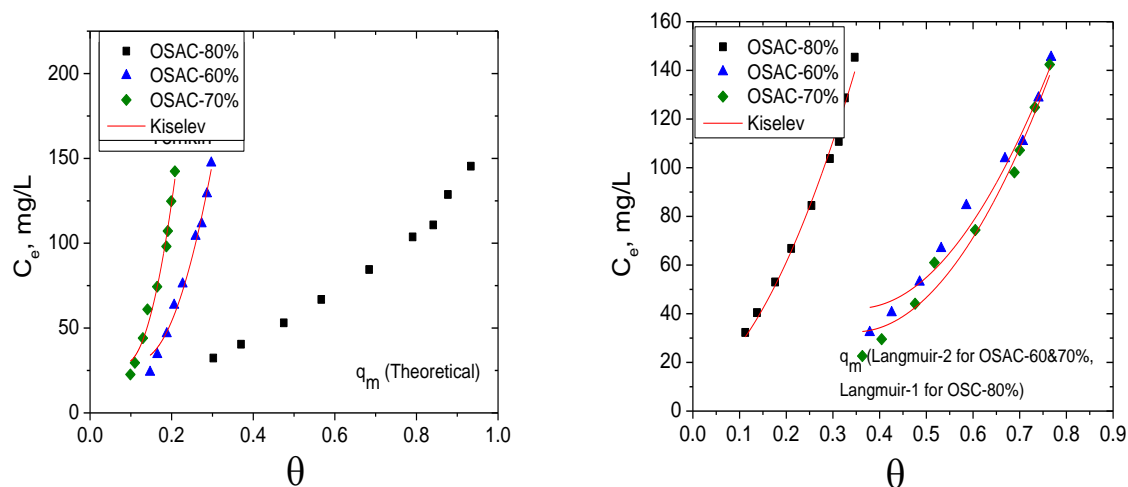 OSAC-80%
OSAC-60%
OSAC-70%
Kiselev
C_e, mg/L
200
150
100
50
0
q_m (Theoretical)
0.0 0.2 0.4 0.6 0.8 1.0
θ
OSAC-80%
OSAC-60%
OSAC-70%
Kiselev
C_e, mg/L
160
140
120
100
80
60
40
20
0
q_m (Langmuir-2 for OSAC-60&70%,
Langmuir-1 for OSC-80%)
0.0 0.1 0.2 0.3 0.4 0.5 0.6 0.7 0.8 0.9
θ